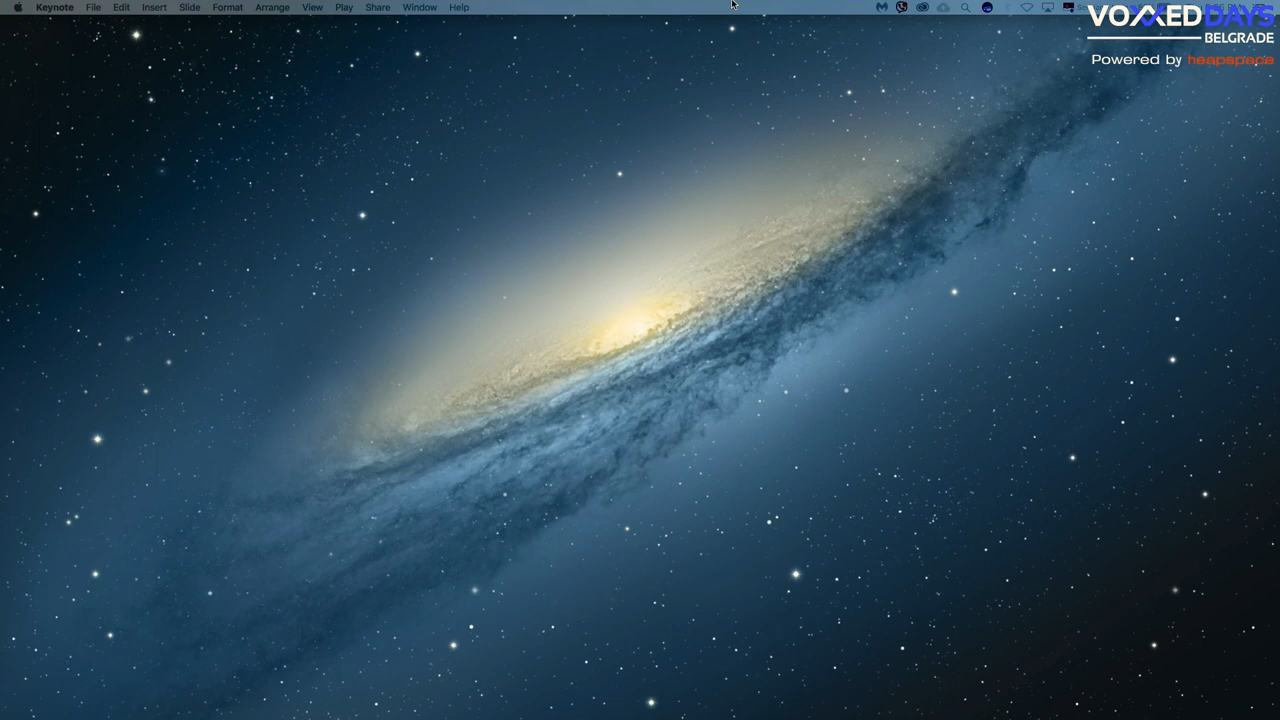 Keynote File Edit Insert Slide Format Arrange View Play Share Window Help
VOXXED DAYS
BELGRADE
Powered by heapspace